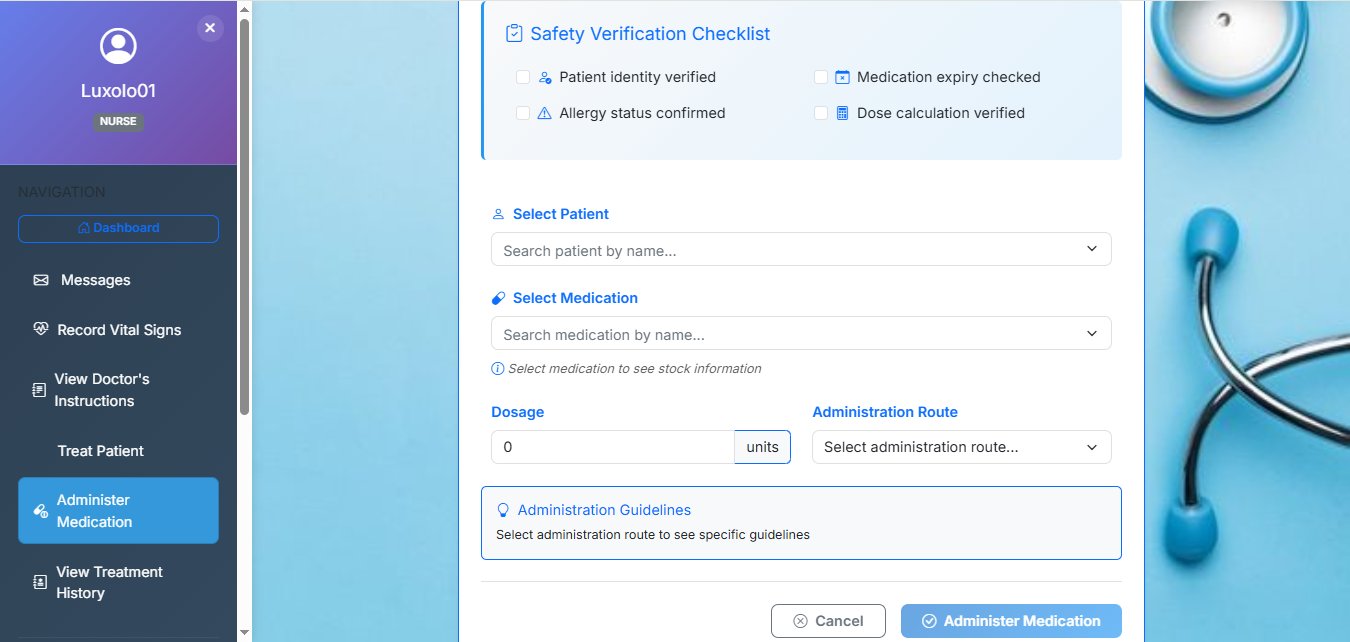 Luxolo01
NURSE
NAVIGATION
Dashboard
Messages
Record Vital Signs
View Doctor's
Instructions
Treat Patient
Administer
Medication
View Treatment
History
Safety Verification Checklist
Patient identity verified
Medication expiry checked
Allergy status confirmed
Dose calculation verified
Select Patient
Search patient by name...
Select Medication
Search medication by name...
Select medication to see stock information
Dosage
Administration Route
0 units
Select administration route...
Administration Guidelines
Select administration route to see specific guidelines
Cancel
Administer Medication